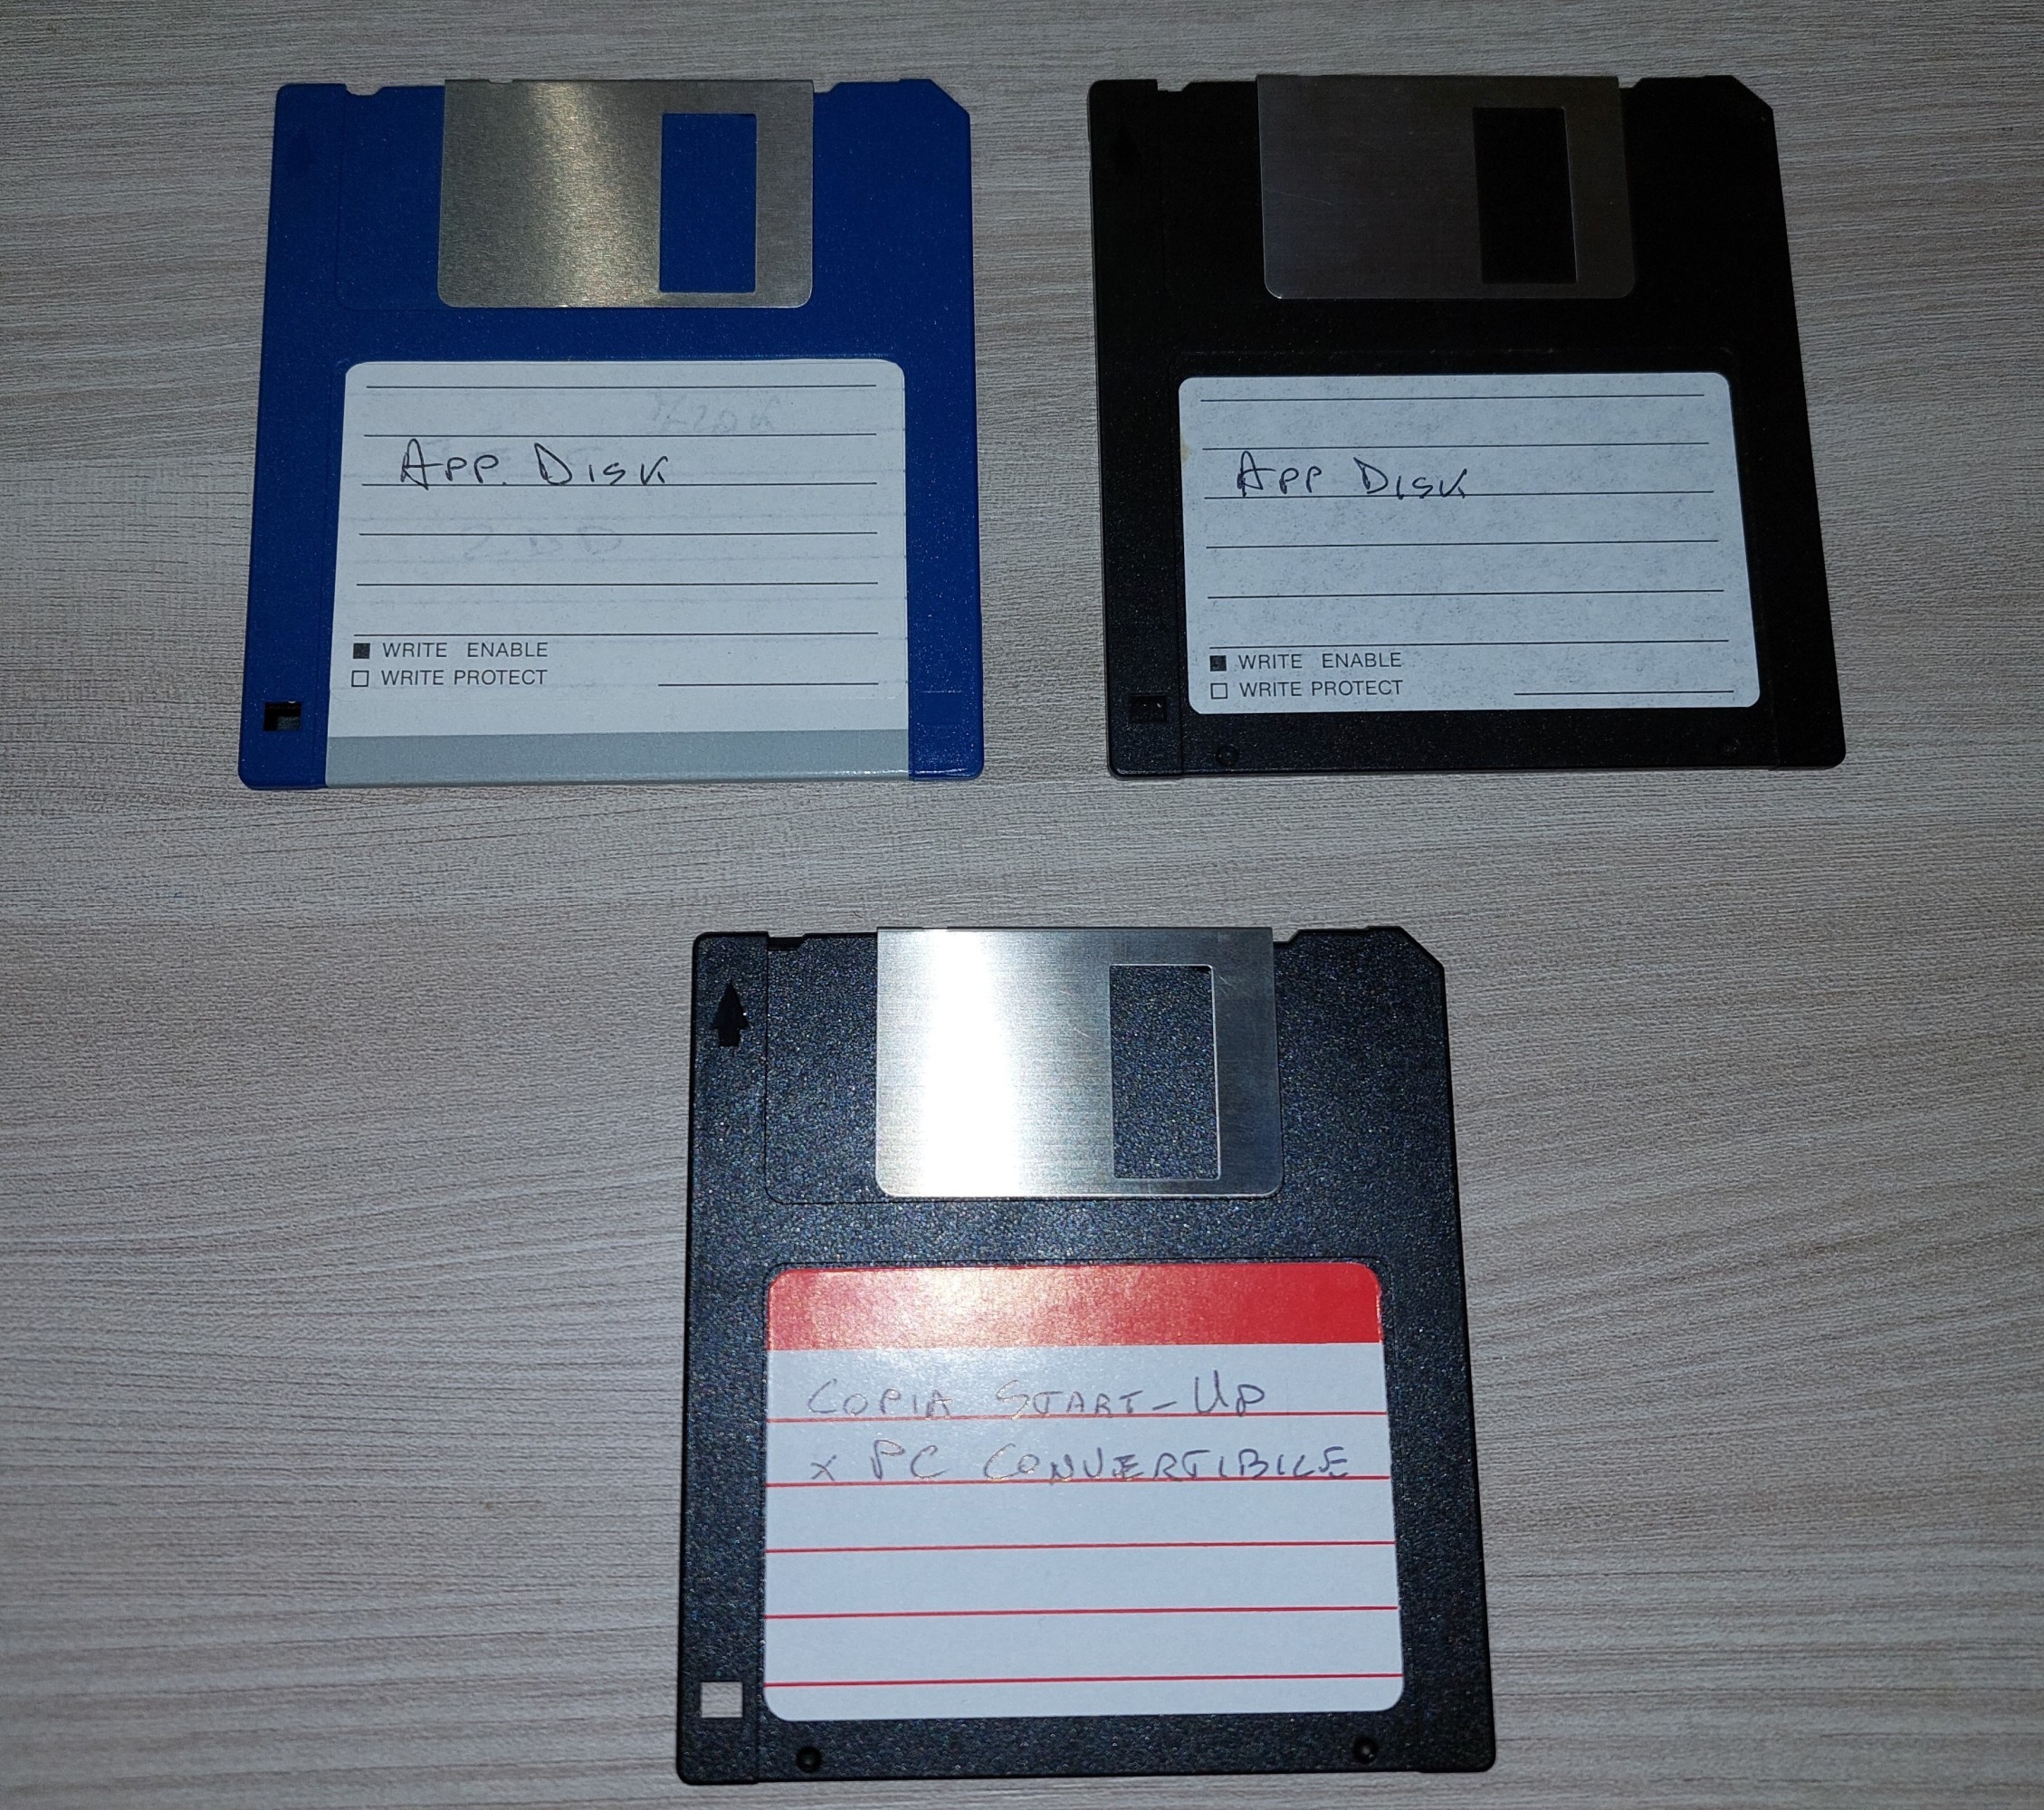 App. Disk
■ WRITE ENABLE
□ WRITE PROTECT
App Disk
■ WRITE ENABLE
□ WRITE PROTECT
COPIA START-UP
x PC CONVERTIBILE